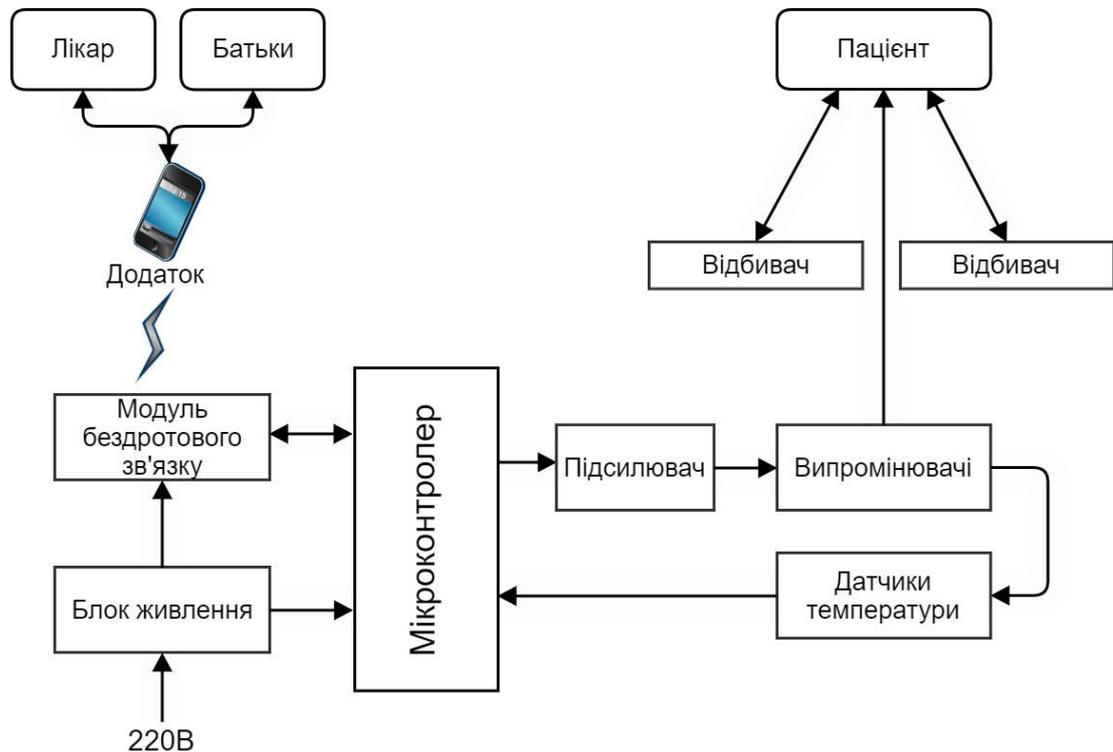 Лікар
Батьки
Пацієнт
Відбивач
Відбивач
Додаток
Модуль
бездротового
зв'язку
Мікроконтролер
Підсилювач
Випромінювачі
Блок живлення
Датчики
температури
220В